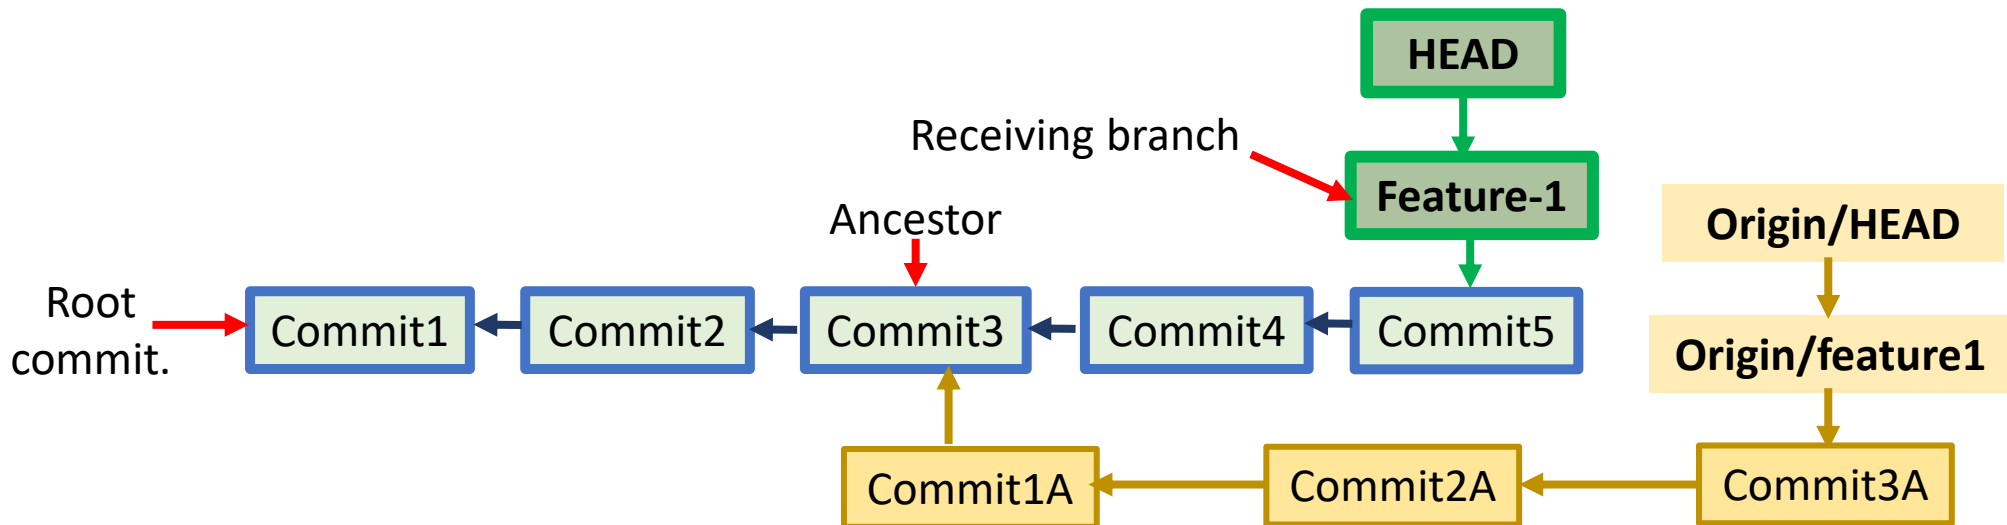 HEAD
Receiving branch
Feature-1
Origin/HEAD
Ancestor
Root
commit.
Commit1
Commit2
Commit3
Commit4
Commit5
Origin/feature1
Commit1A
Commit2A
Commit3A